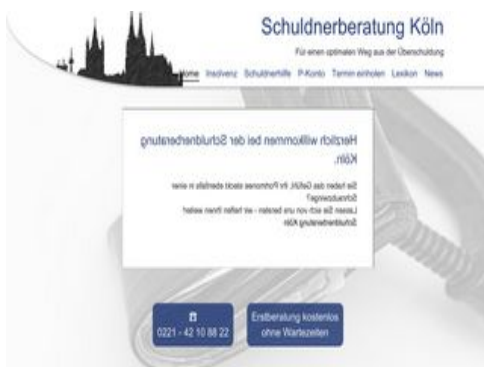 Schuldnerberatung Köln
Für einen optimalen Weg aus der Überschuldung
Home Insolvenz Schuldnerhilfe P-Konto Termin einholen Lexikon News
Herzlich willkommen bei der Schuldnerberatung
Köln.
Sie haben das Gefühl, Ihr steckt ebenfalls in einer
Schraubzwinge?
Lassen Sie sich von uns beraten - wir helfen Ihnen weiter!
Schuldnerberatung Köln
0221 - 42 10 88 22
Erstberatung kostenlos
ohne Wartezeiten